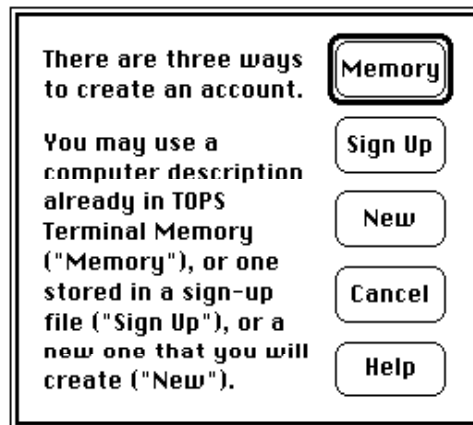 There are three ways
to create an account.
You may use a
computer description
already in TOPS
Terminal Memory
("Memory"), or one
stored in a sign-up
file ("Sign Up"), or a
new one that you will
create ("New").
Memory
Sign Up
New
Cancel
Help